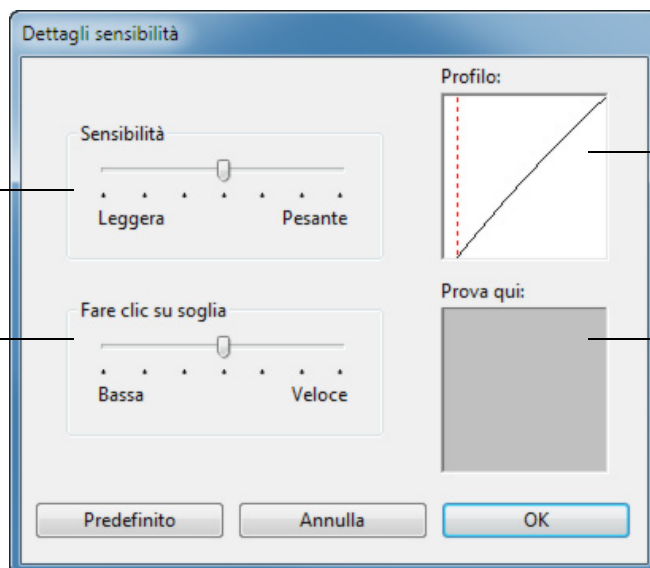 Dettagli sensibilità
Profilo:
Sensibilità
Leggera Pesante
Prova qui:
Fare clic su soglia
Bassa Veloce
Predefinito Annulla OK